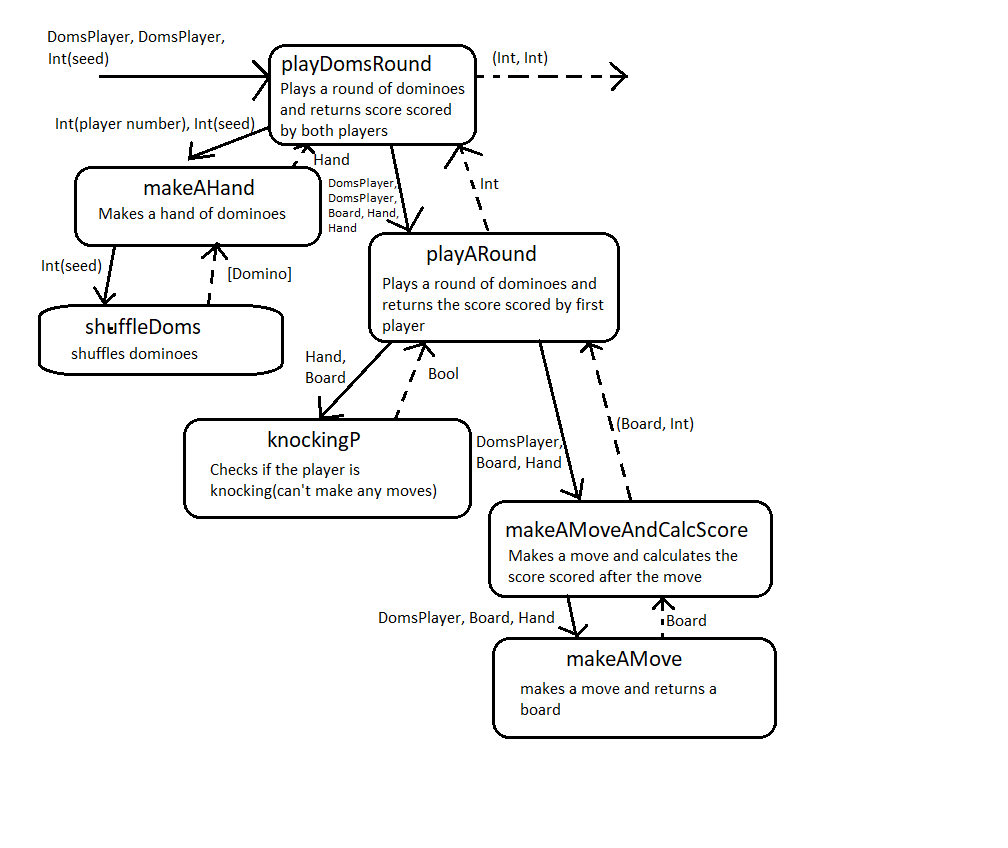 DomsPlayer, DomsPlayer,
Int(seed)
(Int, Int)
playDomsRound
Plays a round of dominoes
and returns score scored
by both players
Int(player number), Int(seed)
Hand
makeAHand
Makes a hand of dominoes
DomsPlayer,
DomsPlayer,
Board, Hand,
Hand
Int
Int(seed)
[Domino]
playARound
Plays a round of dominoes and
returns the score scored by first
player
shuffleDoms
shuffles dominoes
Hand,
Board
Bool
knockingP
Checks if the player is
knocking(can't make any moves)
DomsPlayer,
Board, Hand
(Board, Int)
makeAMoveAndCalcScore
Makes a move and calculates the
score scored after the move
DomsPlayer, Board, Hand
Board
makeAMove
makes a move and returns a
board